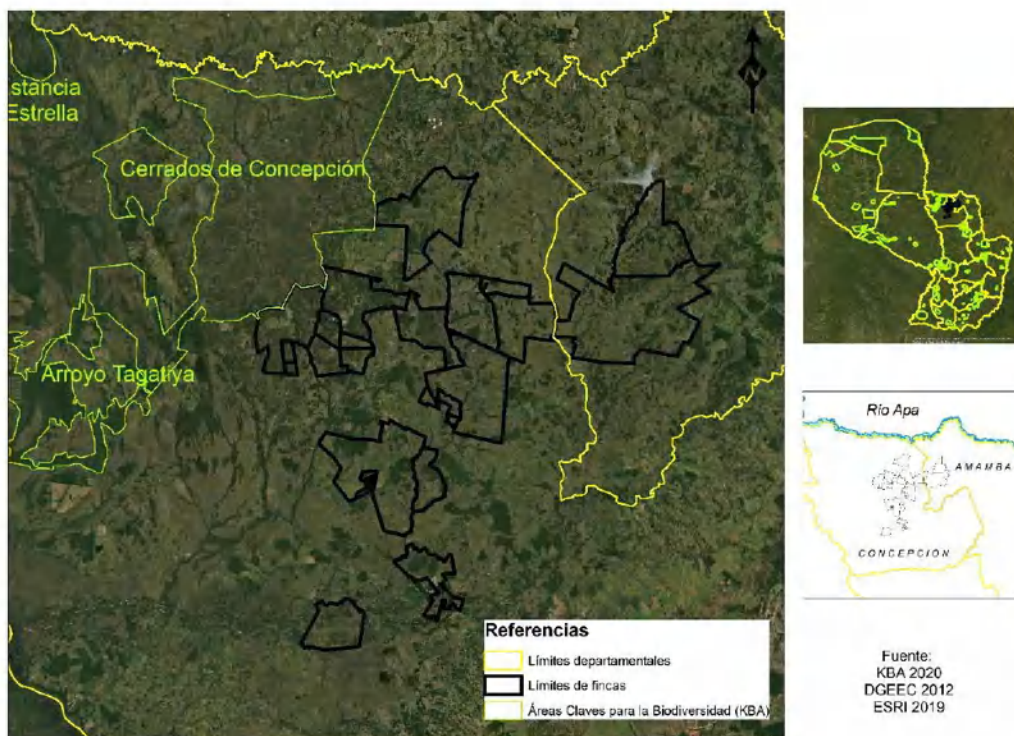 N
stancia
Estrella
Cerrados de Concepción
Arroyo Tagatiya
Referencias
Límites departamentales
Límites de fincas
Áreas Claves para la Biodiversidad (KBA)
Río Apa
AMAMBA
CONCEPCIÓN
Fuente:
KBA 2020
DGEEC 2012
ESRI 2019